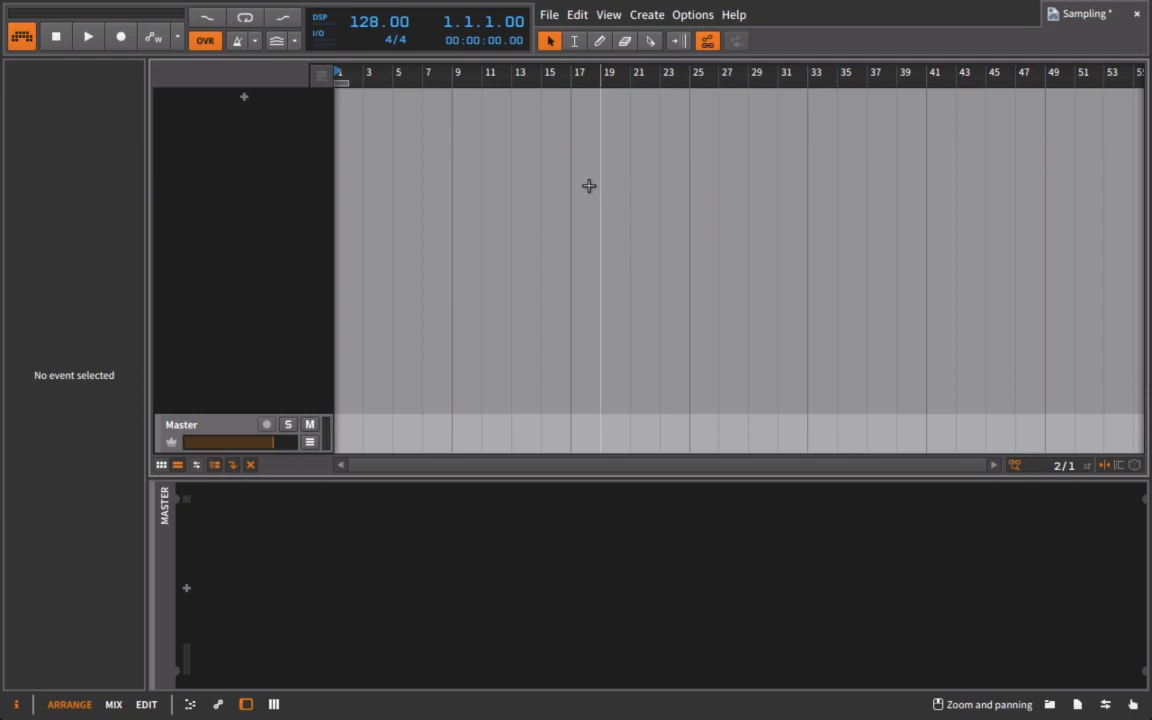 DSP 128.00 1.1.1.00 File Edit View Create Options Help Sampling *
OVR I/O 4/4 00:00:00.00
1 3 5 7 9 11 13 15 17 19 21 23 25 27 29 31 33 35 37 39 41 43 45 47 49 51 53
No event selected
Master S M
2/1 st
MASTER
i ARRANGE MIX EDIT Zoom and panning